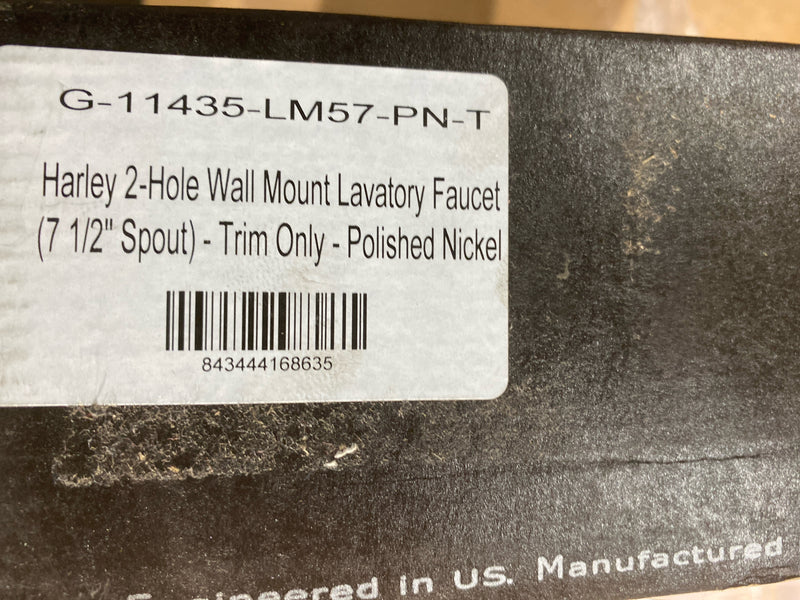 G-11435-LM57-PN-T
Harley 2-Hole Wall Mount Lavatory Faucet
(7 1/2" Spout) - Trim Only - Polished Nickel
843444168635
Engineered in US. Manufactured